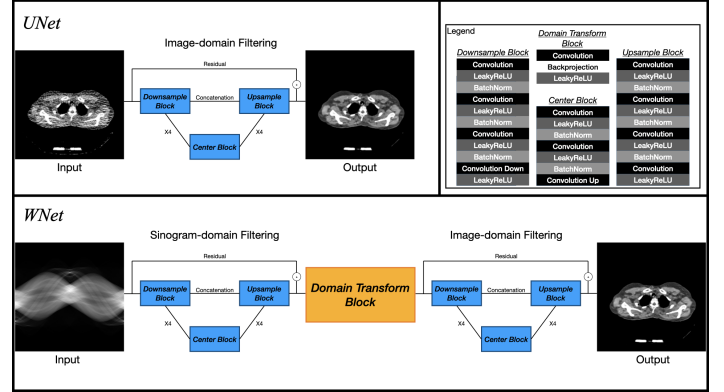 UNet
Image-domain Filtering
Residual
Downsample
Block
Concatenation
Upsample
Block
X4
X4
Center Block
Input
Output
Legend
Downsample Block
Convolution
LeakyReLU
BatchNorm
Convolution
LeakyReLU
BatchNorm
Convolution
LeakyReLU
BatchNorm
Convolution Down
LeakyReLU
Domain Transform
Block
Convolution
Backprojection
LeakyReLU
Center Block
Convolution
LeakyReLU
BatchNorm
Convolution
LeakyReLU
BatchNorm
Convolution Up
Upsample Block
Convolution
LeakyReLU
BatchNorm
Convolution
LeakyReLU
BatchNorm
Convolution
LeakyReLU
BatchNorm
Convolution
LeakyReLU
WNet
Sinogram-domain Filtering
Residual
Downsample
Block
Concatenation
Upsample
Block
X4
X4
Center Block
Input
Domain Transform
Block
Image-domain Filtering
Residual
Downsample
Block
Concatenation
Upsample
Block
X4
X4
Center Block
Output